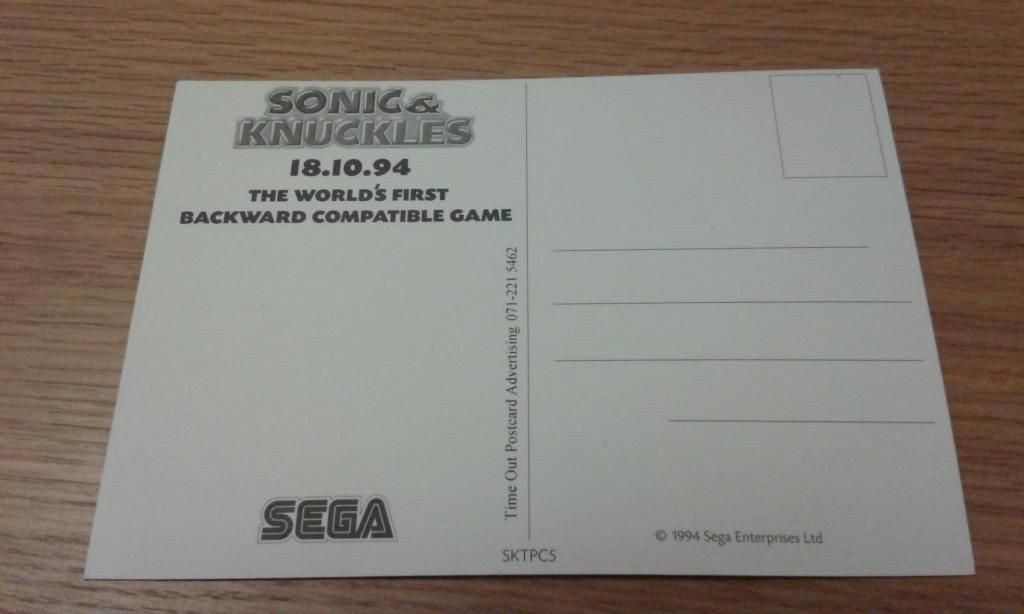 SONIC &
KNUCKLES
18.10.94
THE WORLD'S FIRST
BACKWARD COMPATIBLE GAME
SEGA
Time Out Postcard Advertising 071-221 5462
SKTPC5
© 1994 Sega Enterprises Ltd